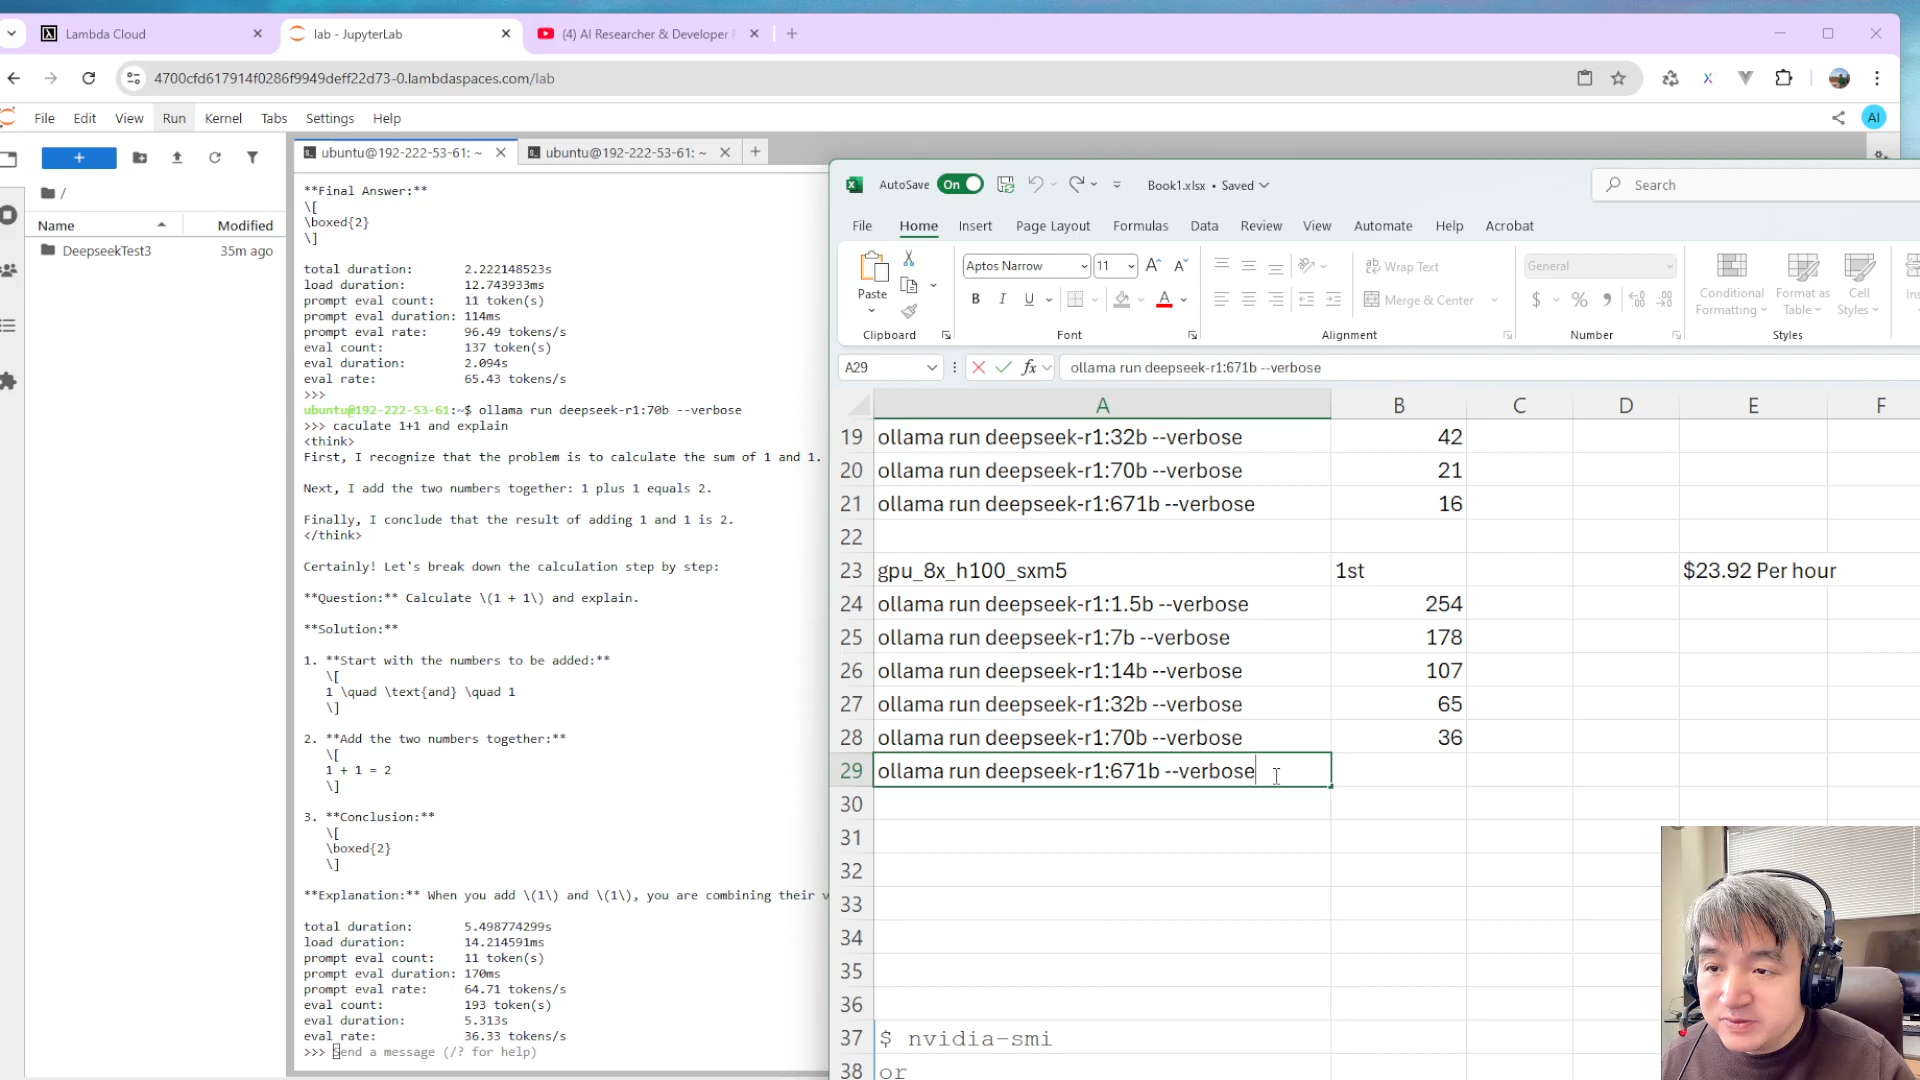 Lambda Cloud
lab - JupyterLab
(4) AI Researcher & Developer
4700cfd617914f0286f9949deff22d73-0.lambdaspaces.com/lab
File Edit View Run Kernel Tabs Settings Help
AI
/
Name Modified
DeepseekTest3 35m ago
ubuntu@192-222-53-61: ~
ubuntu@192-222-53-61: ~
**Final Answer:**
\[
\boxed{2}
\]
total duration: 2.222148523s
load duration: 12.743933ms
prompt eval count: 11 token(s)
prompt eval duration: 114ms
prompt eval rate: 96.49 tokens/s
eval count: 137 token(s)
eval duration: 2.094s
eval rate: 65.43 tokens/s
>>>
ubuntu@192-222-53-61:~$ ollama run deepseek-r1:70b --verbose
>>> caculate 1+1 and explain
<think>
First, I recognize that the problem is to calculate the sum of 1 and 1.
Next, I add the two numbers together: 1 plus 1 equals 2.
Finally, I conclude that the result of adding 1 and 1 is 2.
</think>
Certainly! Let's break down the calculation step by step:
**Question:** Calculate \(1 + 1\) and explain.
**Solution:**
1. **Start with the numbers to be added:**
\[
1 \quad \text{and} \quad 1
\]
2. **Add the two numbers together:**
\[
1 + 1 = 2
\]
3. **Conclusion:**
\[
\boxed{2}
\]
**Explanation:** When you add \(1\) and \(1\), you are combining their
total duration: 5.498774299s
load duration: 14.214591ms
prompt eval count: 11 token(s)
prompt eval duration: 170ms
prompt eval rate: 64.71 tokens/s
eval count: 193 token(s)
eval duration: 5.313s
eval rate: 36.33 tokens/s
>>> Send a message (/? for help)
AutoSave On Book1.xlsx • Saved Search
File Home Insert Page Layout Formulas Data Review View Automate Help Acrobat
Paste Aptos Narrow 11 Wrap Text General Conditional Formatting Format as Table Cell Styles
B I U Merge & Center $ % 9
Clipboard Font Alignment Number Styles
A29 fx ollama run deepseek-r1:671b --verbose
A B C D E F
19 ollama run deepseek-r1:32b --verbose 42
20 ollama run deepseek-r1:70b --verbose 21
21 ollama run deepseek-r1:671b --verbose 16
22
23 gpu_8x_h100_sxm5 1st $23.92 Per hour
24 ollama run deepseek-r1:1.5b --verbose 254
25 ollama run deepseek-r1:7b --verbose 178
26 ollama run deepseek-r1:14b --verbose 107
27 ollama run deepseek-r1:32b --verbose 65
28 ollama run deepseek-r1:70b --verbose 36
29 ollama run deepseek-r1:671b --verbose
30
31
32
33
34
35
36
37 $ nvidia-smi
38 or